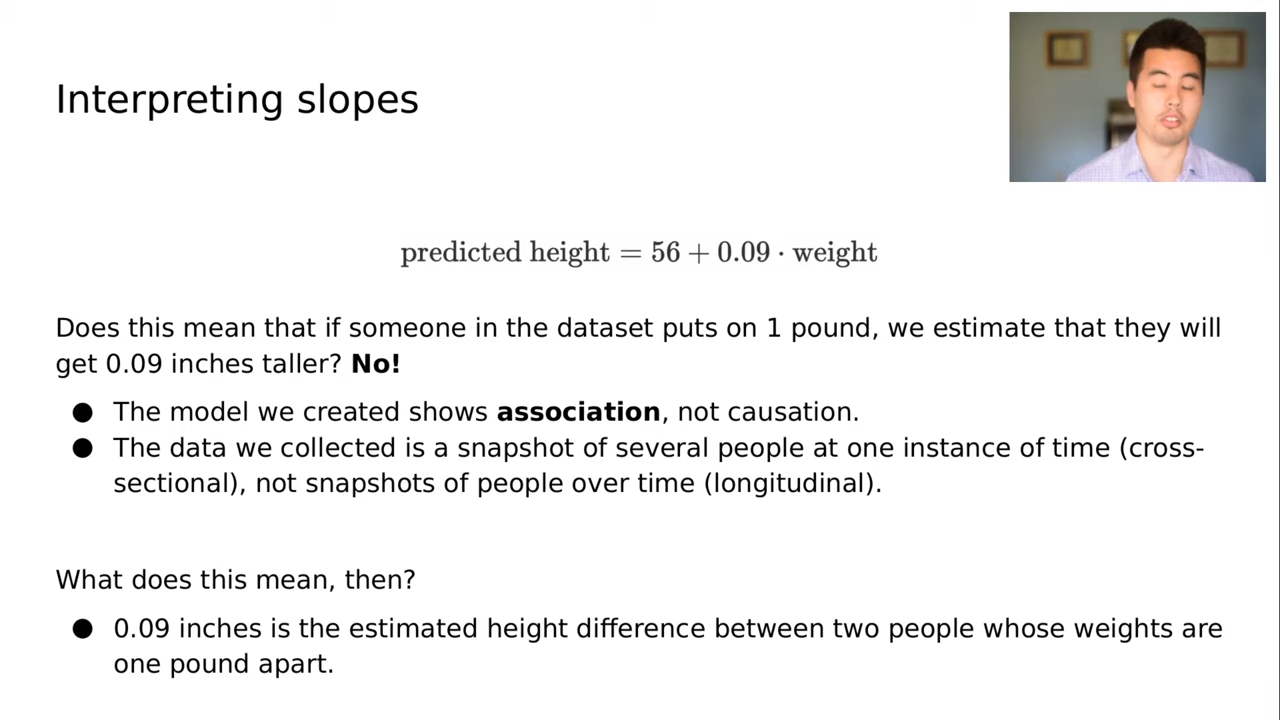 Interpreting slopes
predicted height = 56 + 0.09 · weight
Does this mean that if someone in the dataset puts on 1 pound, we estimate that they will
get 0.09 inches taller? No!
● The model we created shows association, not causation.
● The data we collected is a snapshot of several people at one instance of time (cross-
sectional), not snapshots of people over time (longitudinal).
What does this mean, then?
● 0.09 inches is the estimated height difference between two people whose weights are
one pound apart.